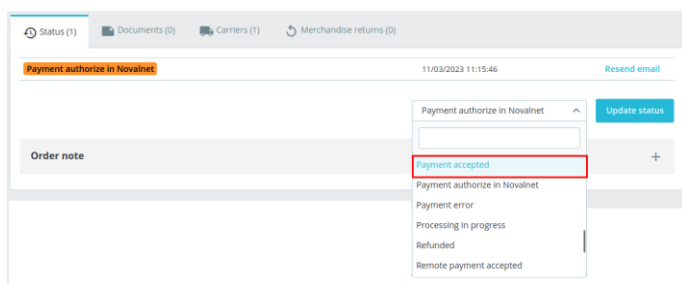 Status (1) Documents (0) Carriers (1) Merchandise returns (0)
Payment authorize in Novalnet 11/03/2023 11:15:46 Resend email
Payment authorize in Novalnet Update status
Order note
Payment accepted
Payment authorize in Novalnet
Payment error
Processing in progress
Refunded
Remote payment accepted